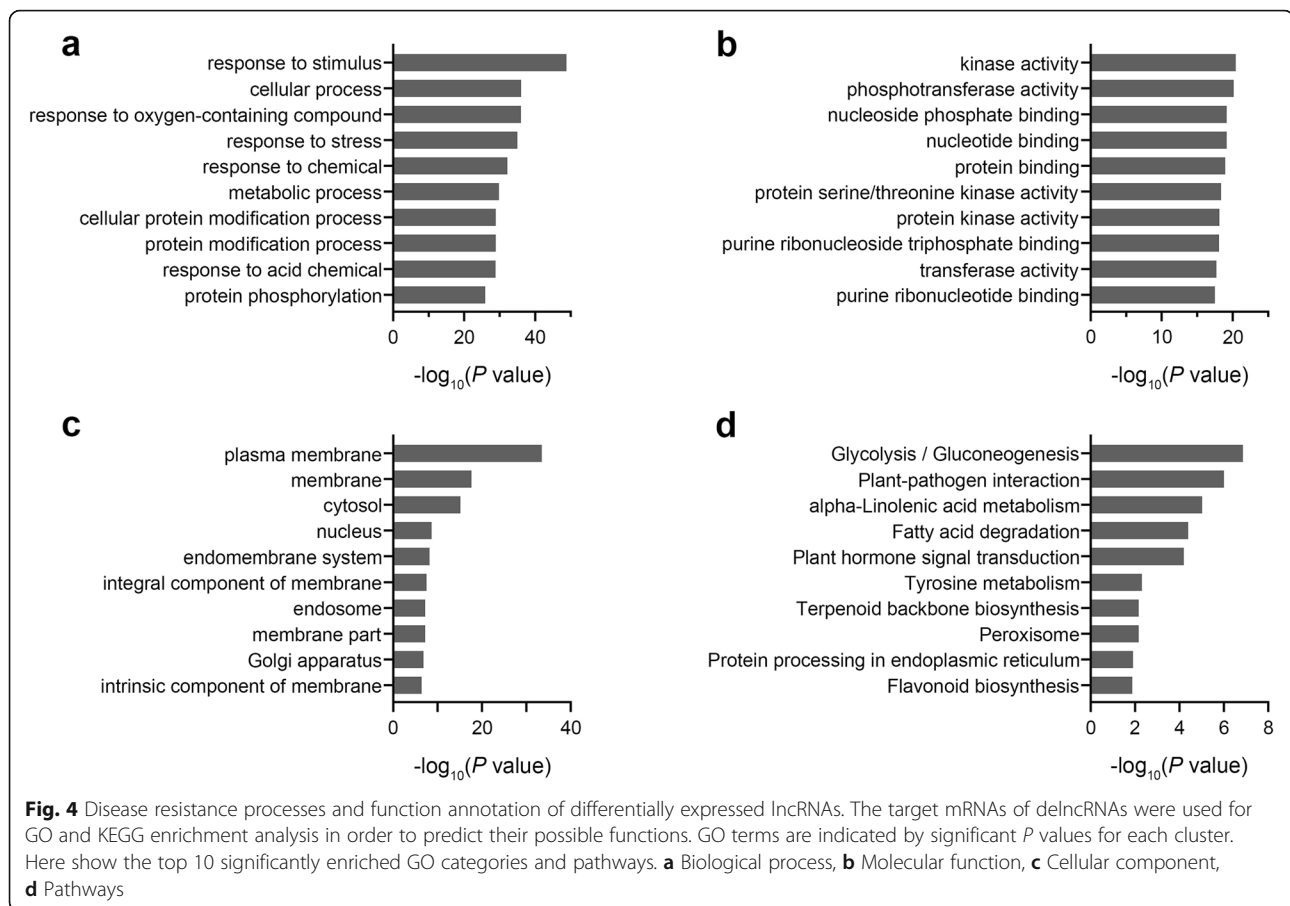 a
response to stimulus
cellular process
response to oxygen-containing compound
response to stress
response to chemical
metabolic process
cellular protein modification process
protein modification process
response to acid chemical
protein phosphorylation
0 20 40
-log10(P value)
b
kinase activity
phosphotransferase activity
nucleoside phosphate binding
nucleotide binding
protein binding
protein serine/threonine kinase activity
protein kinase activity
purine ribonucleoside triphosphate binding
transferase activity
purine ribonucleotide binding
0 10 20
-log10(P value)
c
plasma membrane
membrane
cytosol
nucleus
endomembrane system
integral component of membrane
endosome
membrane part
Golgi apparatus
intrinsic component of membrane
0 20 40
-log10(P value)
d
Glycolysis / Gluconeogenesis
Plant-pathogen interaction
alpha-Linolenic acid metabolism
Fatty acid degradation
Plant hormone signal transduction
Tyrosine metabolism
Terpenoid backbone biosynthesis
Peroxisome
Protein processing in endoplasmic reticulum
Flavonoid biosynthesis
0 2 4 6 8
-log10(P value)
Fig. 4 Disease resistance processes and function annotation of differentially expressed lncRNAs. The target mRNAs of delncRNAs were used for
GO and KEGG enrichment analysis in order to predict their possible functions. GO terms are indicated by significant P values for each cluster.
Here show the top 10 significantly enriched GO categories and pathways. a Biological process, b Molecular function, c Cellular component,
d Pathways